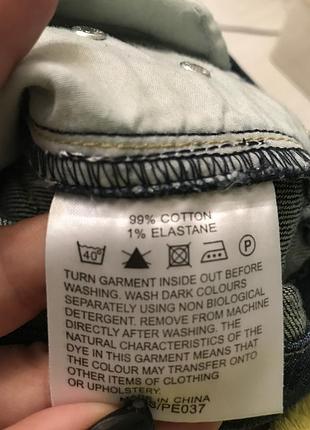 99% COTTON
1% ELASTANE
40° P
TURN GARMENT INSIDE OUT BEFORE
WASHING. WASH DARK COLOURS
SEPARATELY USING NON BIOLOGICAL
DETERGENT. REMOVE FROM MACHINE
DIRECTLY AFTER WASHING. THE
NATURAL CHARACTERISTICS OF THE
DYE IN THIS GARMENT MEANS THAT
THE COLOUR MAY TRANSFER ONTO
OTHER ITEMS OF CLOTHING
OR UPHOLSTERY.
IN CHINA
/PE037